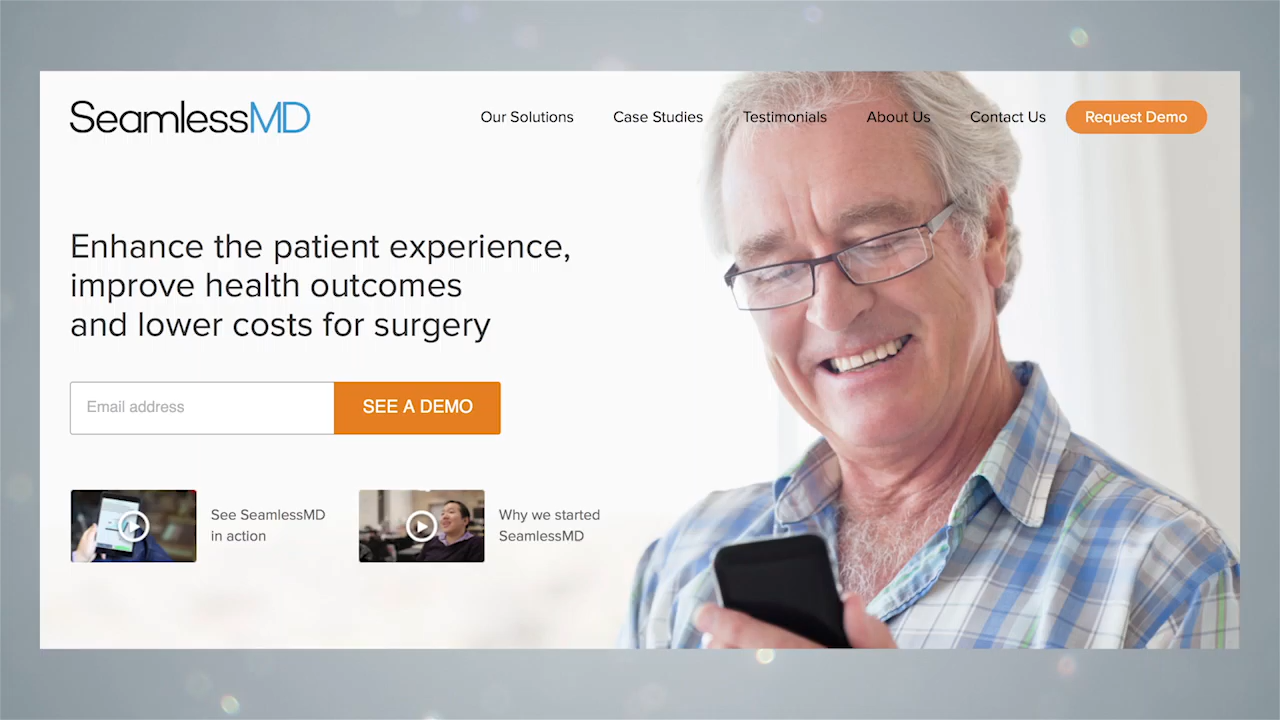 SeamlessMD
Our Solutions
Case Studies
Testimonials
About Us
Contact Us
Request Demo
Enhance the patient experience,
improve health outcomes
and lower costs for surgery
Email address
SEE A DEMO
See SeamlessMD
in action
Why we started
SeamlessMD